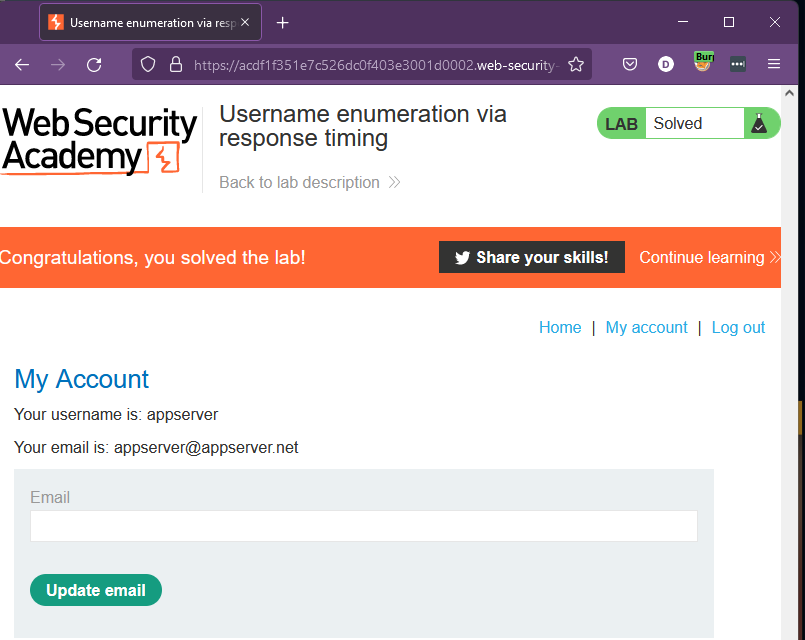 Username enumeration via resp
https://acdf1f351e7c526dc0f403e3001d0002.web-security-
D
Burp
WebSecurity
Academy
Username enumeration via
response timing
Back to lab description
LAB Solved
Congratulations, you solved the lab!
Share your skills!
Continue learning
Home | My account | Log out
My Account
Your username is: appserver
Your email is: appserver@appserver.net
Email
Update email